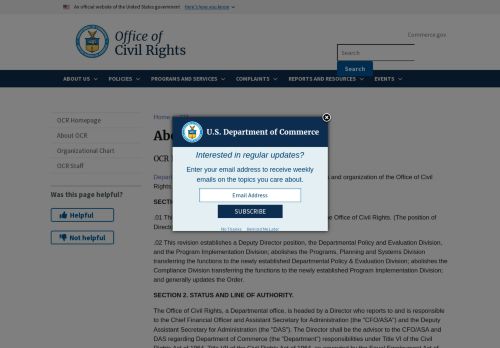 An official website of the United States government Here's how you know
Office of
Civil Rights
Commerce.gov
Search
Search
ABOUT US POLICIES PROGRAMS AND SERVICES COMPLAINTS REPORTS AND RESOURCES EVENTS
OCR Homepage
About OCR
Organizational Chart
OCR Staff
Was this page helpful?
Helpful
Not helpful
Home
Abo
OCR
U.S. Department of Commerce
Interested in regular updates?
Enter your email address to receive weekly
emails on the topics you care about.
Email Address
SUBSCRIBE
No Thanks Remind Me Later
Depar and organization of the Office of Civil
Rights
SECTI
.01 Thi he Office of Civil Rights. (The position of
Directo
.02 This revision establishes a Deputy Director position, the Departmental Policy and Evaluation Division,
and the Program Implementation Division; abolishes the Programs, Planning and Systems Division
transferring the functions to the newly established Departmental Policy & Evaluation Division; abolishes the
Compliance Division transferring the functions to the newly established Program Implementation Division;
and generally updates the Order.
SECTION 2. STATUS AND LINE OF AUTHORITY.
The Office of Civil Rights, a Departmental office, is headed by a Director who reports to and is responsible
to the Chief Financial Officer and Assistant Secretary for Administration (the "CFO/ASA") and the Deputy
Assistant Secretary for Administration (the "DAS"). The Director shall be the advisor to the CFO/ASA and
DAS regarding Department of Commerce (the "Department") responsibilities under Title VI of the Civil